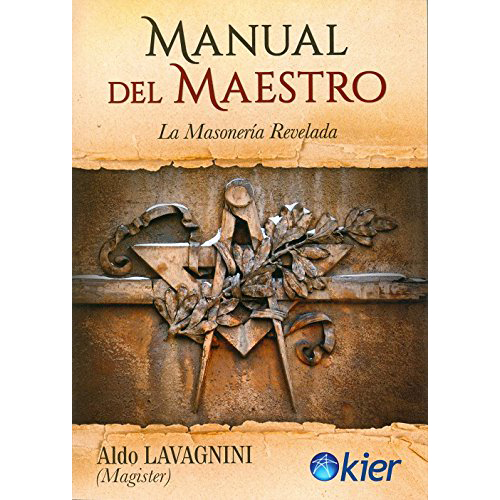 MANUAL
DEL MAESTRO
La Masonería Revelada
Aldo LAVAGNINI
(Magister)
kier